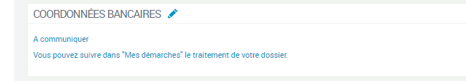 COORDONNÉES BANCAIRES
A communiquer
Vous pouvez suivre dans "Mes démarches" le traitement de votre dossier.